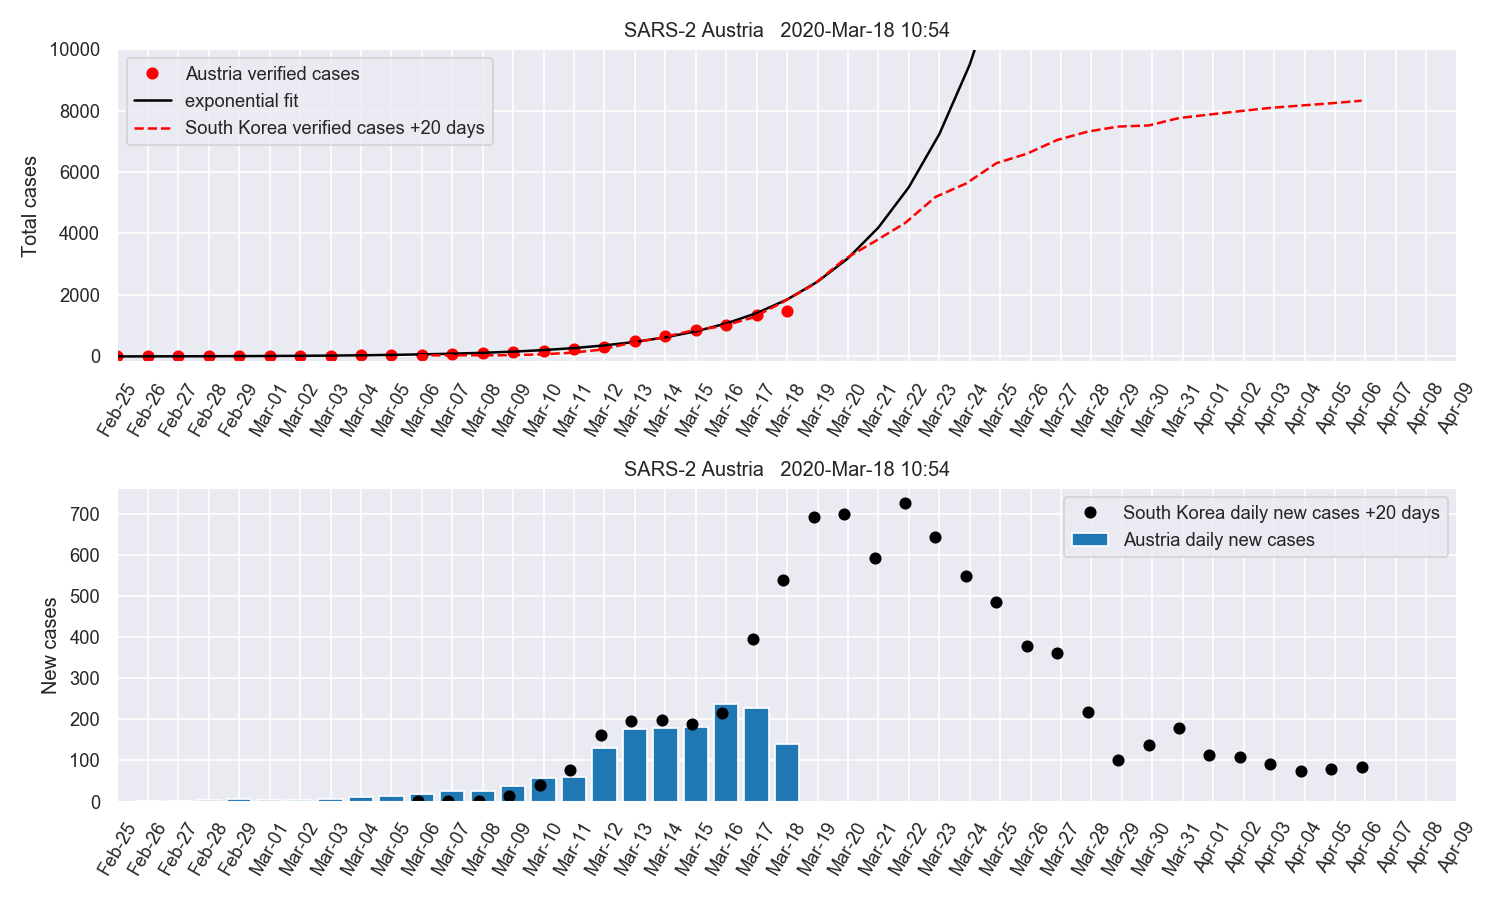 SARS-2 Austria   2020-Mar-18 10:54
Total cases
10000
8000
6000
4000
2000
0
Austria verified cases
exponential fit
South Korea verified cases +20 days
Feb-25 Feb-26 Feb-27 Feb-28 Feb-29 Mar-01 Mar-02 Mar-03 Mar-04 Mar-05 Mar-06 Mar-07 Mar-08 Mar-09 Mar-10 Mar-11 Mar-12 Mar-13 Mar-14 Mar-15 Mar-16 Mar-17 Mar-18 Mar-19 Mar-20 Mar-21 Mar-22 Mar-23 Mar-24 Mar-25 Mar-26 Mar-27 Mar-28 Mar-29 Mar-30 Mar-31 Apr-01 Apr-02 Apr-03 Apr-04 Apr-05 Apr-06 Apr-07 Apr-08 Apr-09
SARS-2 Austria   2020-Mar-18 10:54
New cases
700
600
500
400
300
200
100
0
South Korea daily new cases +20 days
Austria daily new cases
Feb-25 Feb-26 Feb-27 Feb-28 Feb-29 Mar-01 Mar-02 Mar-03 Mar-04 Mar-05 Mar-06 Mar-07 Mar-08 Mar-09 Mar-10 Mar-11 Mar-12 Mar-13 Mar-14 Mar-15 Mar-16 Mar-17 Mar-18 Mar-19 Mar-20 Mar-21 Mar-22 Mar-23 Mar-24 Mar-25 Mar-26 Mar-27 Mar-28 Mar-29 Mar-30 Mar-31 Apr-01 Apr-02 Apr-03 Apr-04 Apr-05 Apr-06 Apr-07 Apr-08 Apr-09